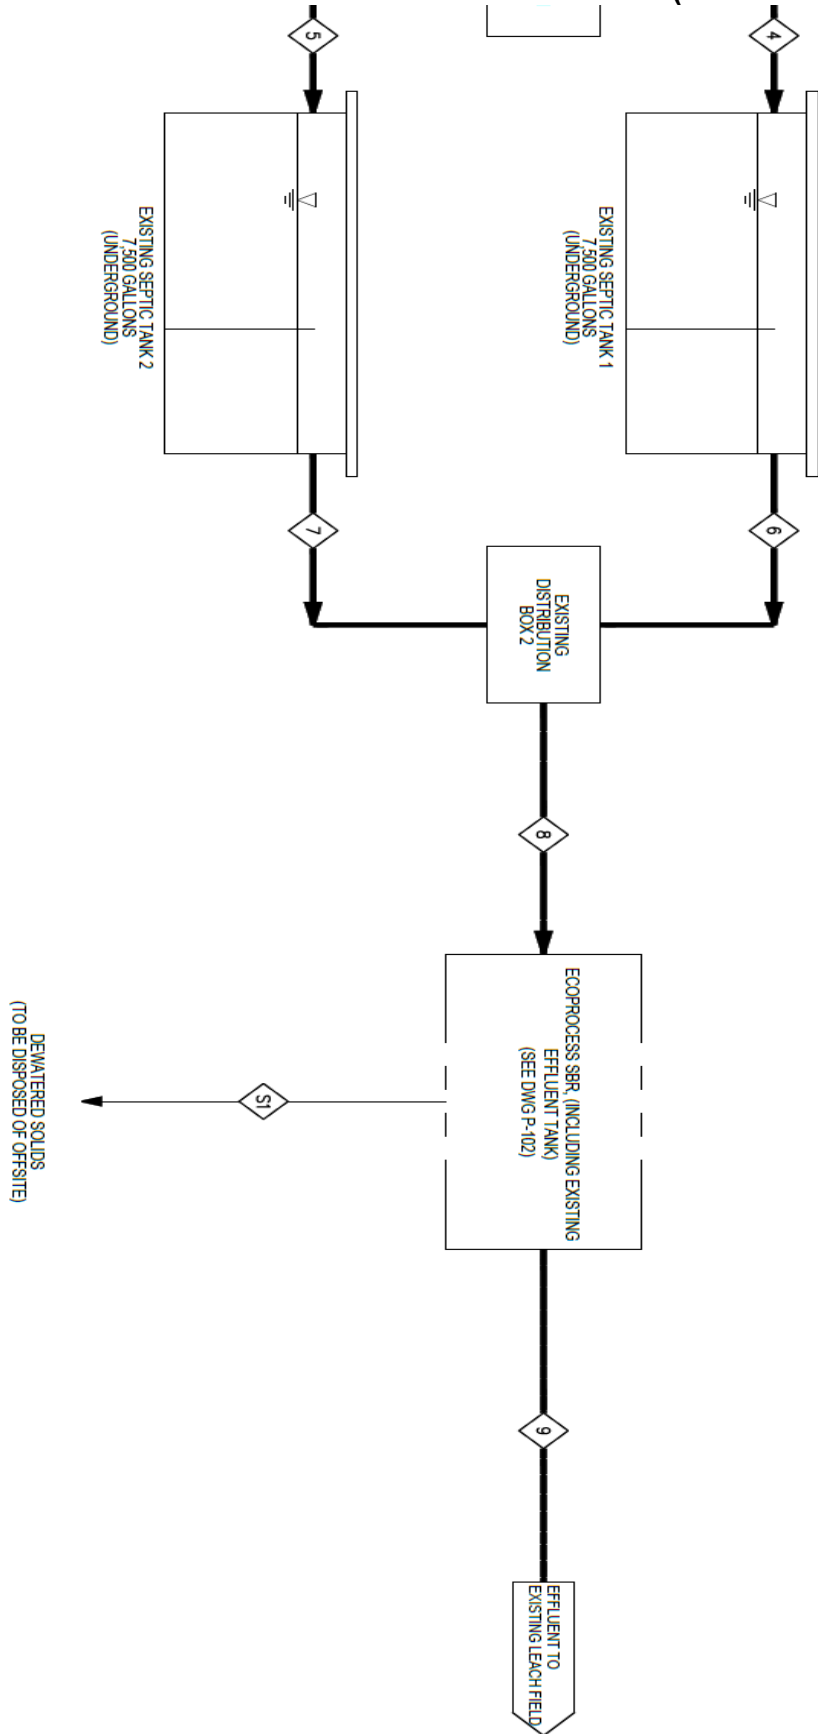 4
6
EXISTING SEPTIC TANK 1
7,500 GALLONS
(UNDERGROUND)
EXISTING
DISTRIBUTION
BOX 2
8
ECOPROCESS SBR, (INCLUDING EXISTING
EFFLUENT TANK)
(SEE DWG P-102)
9
EFFLUENT TO
EXISTING LEACH FIELD
5
7
EXISTING SEPTIC TANK 2
7,500 GALLONS
(UNDERGROUND)
S1
DEWATERED SOLIDS
(TO BE DISPOSED OF OFFSITE)